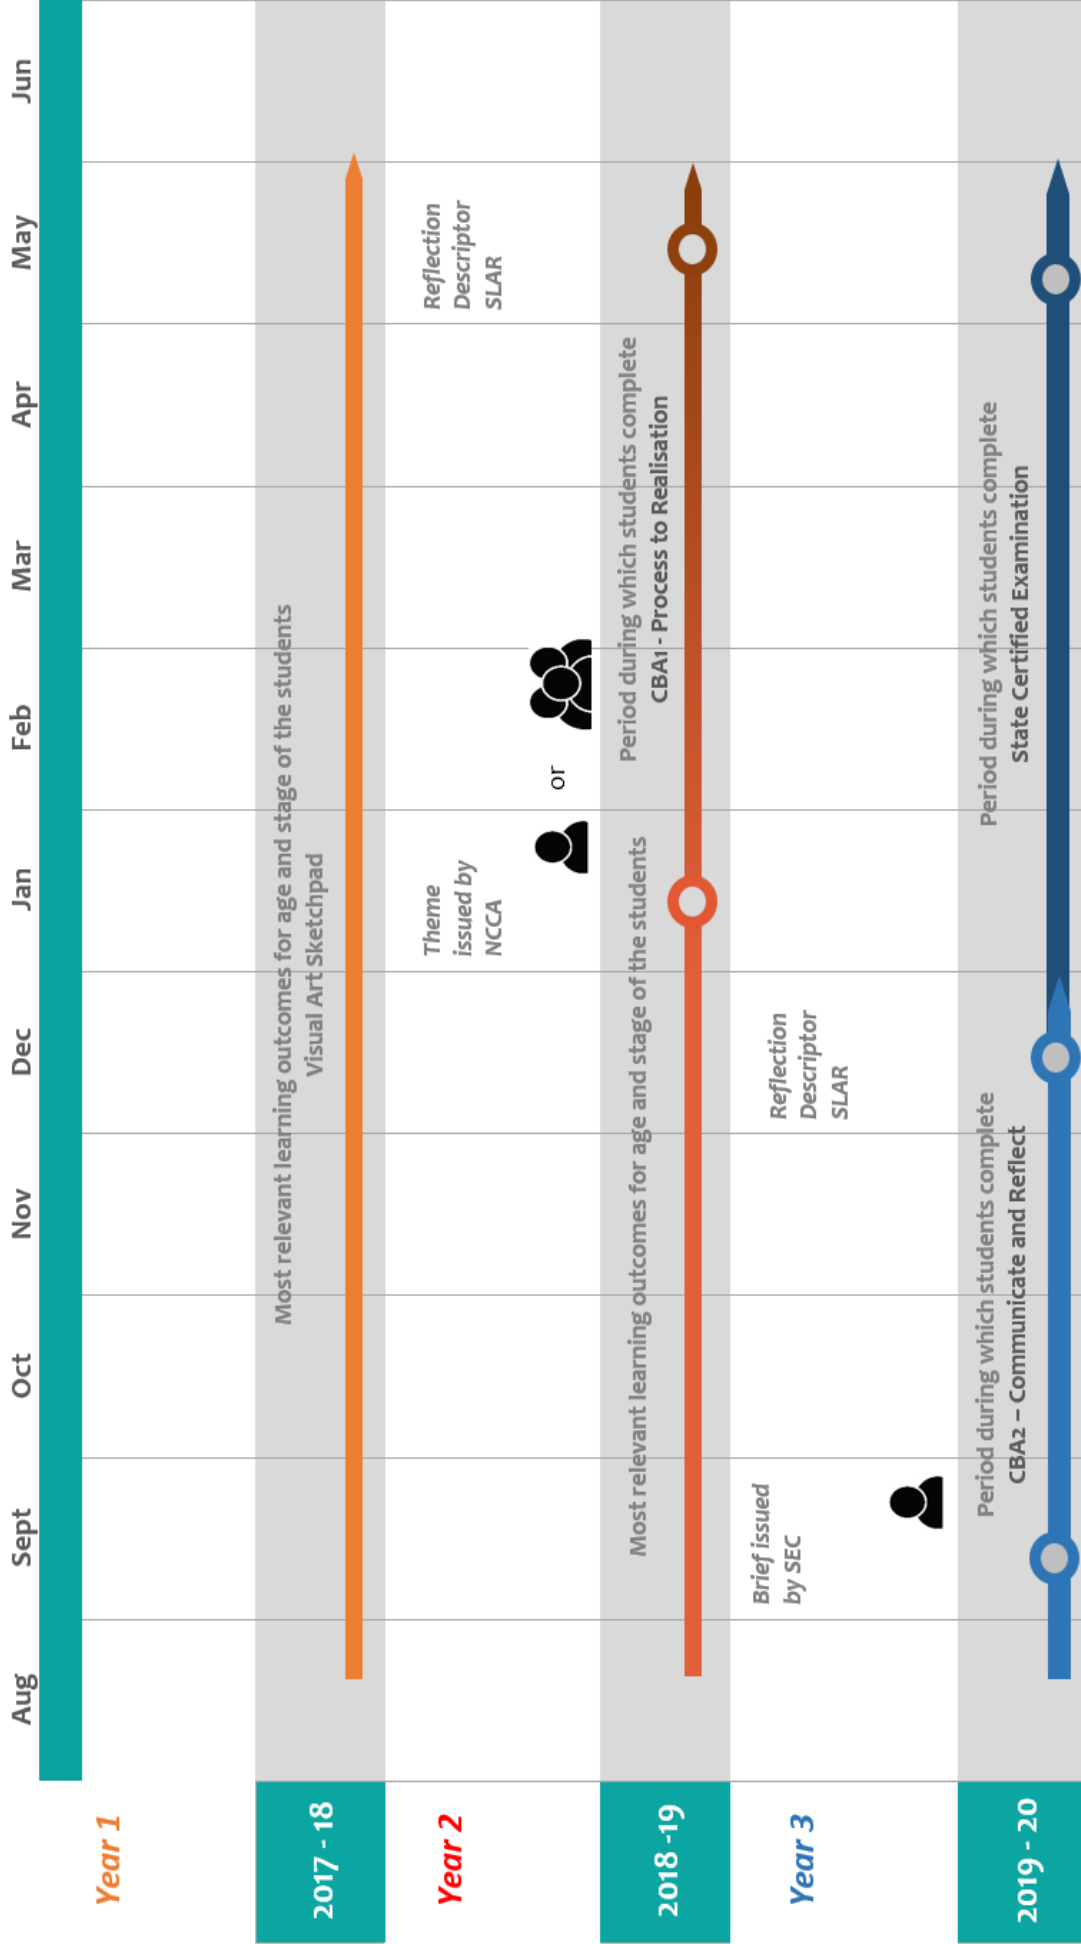 Aug
Sept
Oct
Nov
Dec
Jan
Feb
Mar
Apr
May
Jun
Year 1
2017 - 18
Most relevant learning outcomes for age and stage of the students
Visual Art Sketchpad
Year 2
Theme
issued by
NCCA
Reflection
Descriptor
SLAR
or
2018 -19
Most relevant learning outcomes for age and stage of the students
Period during which students complete
CBA1 - Process to Realisation
Year 3
Brief issued
by SEC
Reflection
Descriptor
SLAR
2019 - 20
Period during which students complete
CBA2 – Communicate and Reflect
Period during which students complete
State Certified Examination